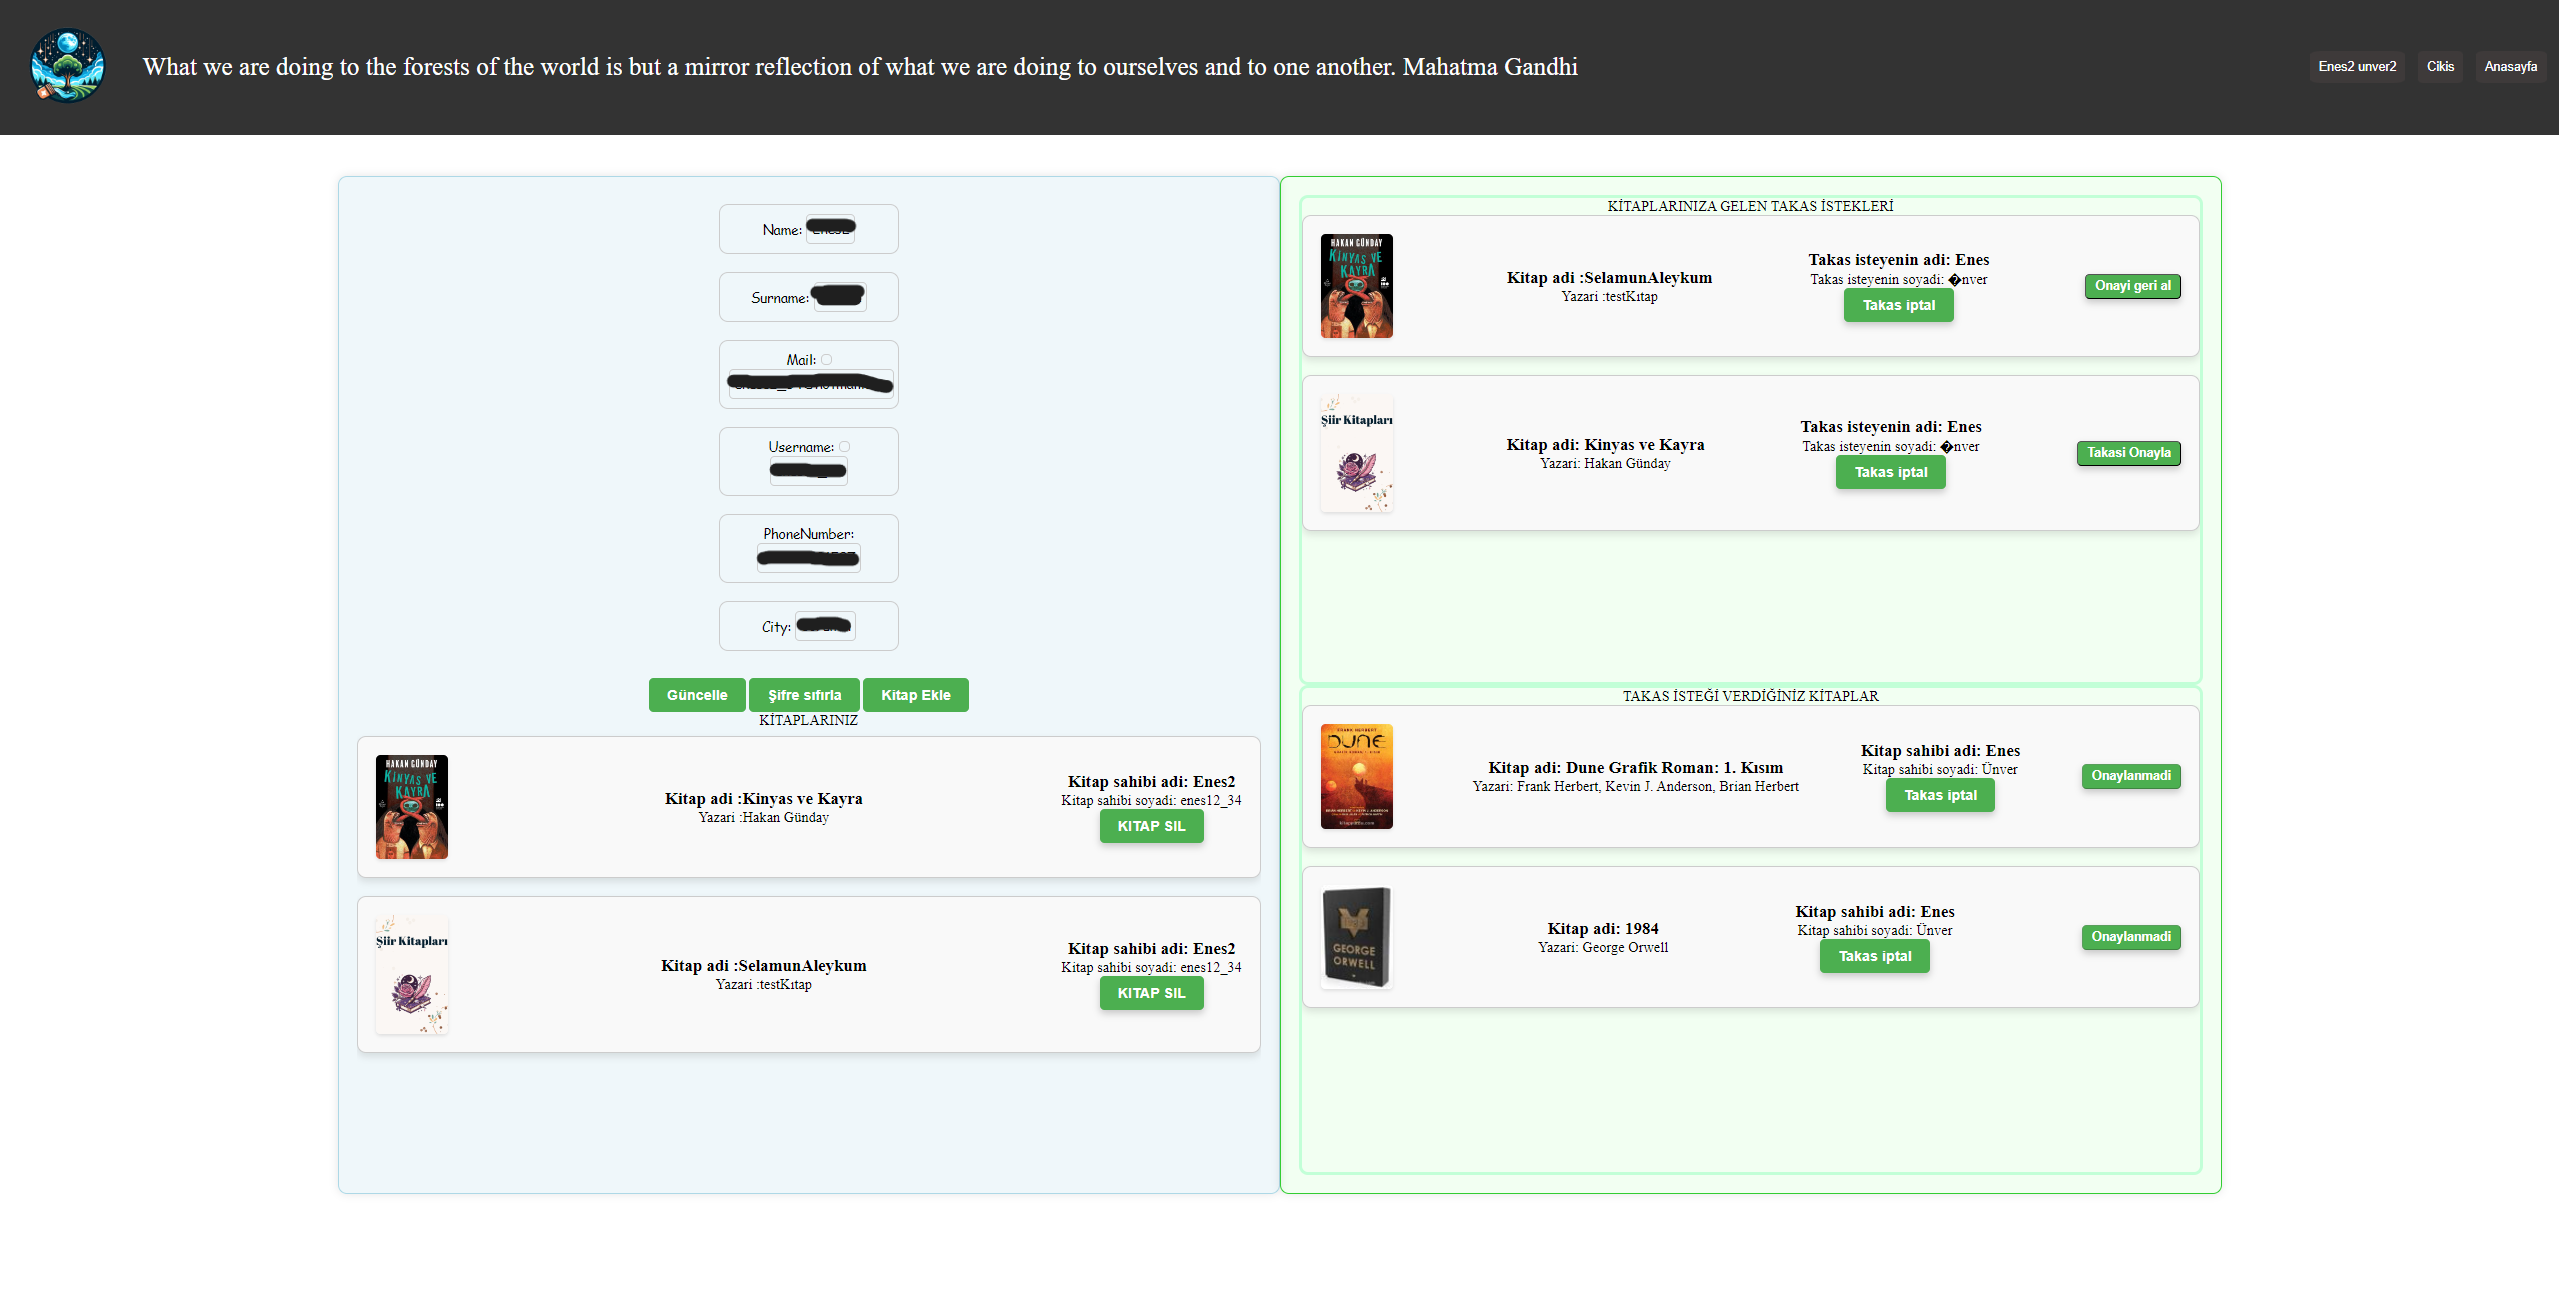 What we are doing to the forests of the world is but a mirror reflection of what we are doing to ourselves and to one another. Mahatma Gandhi
Enes2 unver2
Cikis
Anasayfa
Name:
Surname:
Mail:
Username:
PhoneNumber:
City:
Güncelle
Şifre sıfırla
Kitap Ekle
KİTAPLARINIZ
HAKAN GÜNDAY
KİNYAS VE
KAYRA
Kitap adi :Kinyas ve Kayra
Yazari :Hakan Günday
Kitap sahibi adi: Enes2
Kitap sahibi soyadi: enes12_34
KITAP SIL
Şiir Kitapları
Kitap adi :SelamunAleykum
Yazari :testKıtap
Kitap sahibi adi: Enes2
Kitap sahibi soyadi: enes12_34
KITAP SIL
KİTAPLARINIZA GELEN TAKAS İSTEKLERİ
HAKAN GÜNDAY
KİNYAS VE
KAYRA
Kitap adi :SelamunAleykum
Yazari :testKıtap
Takas isteyenin adi: Enes
Takas isteyenin soyadi: �nver
Takas iptal
Onayi geri al
Şiir Kitapları
Kitap adi: Kinyas ve Kayra
Yazari: Hakan Günday
Takas isteyenin adi: Enes
Takas isteyenin soyadi: �nver
Takas iptal
Takasi Onayla
TAKAS İSTEĞİ VERDİĞİNİZ KİTAPLAR
FRANK HERBERT
DUNE
Kitap adi: Dune Grafik Roman: 1. Kısım
Yazari: Frank Herbert, Kevin J. Anderson, Brian Herbert
Kitap sahibi adi: Enes
Kitap sahibi soyadi: Ünver
Takas iptal
Onaylanmadi
GEORGE
ORWELL
Kitap adi: 1984
Yazari: George Orwell
Kitap sahibi adi: Enes
Kitap sahibi soyadi: Ünver
Takas iptal
Onaylanmadi